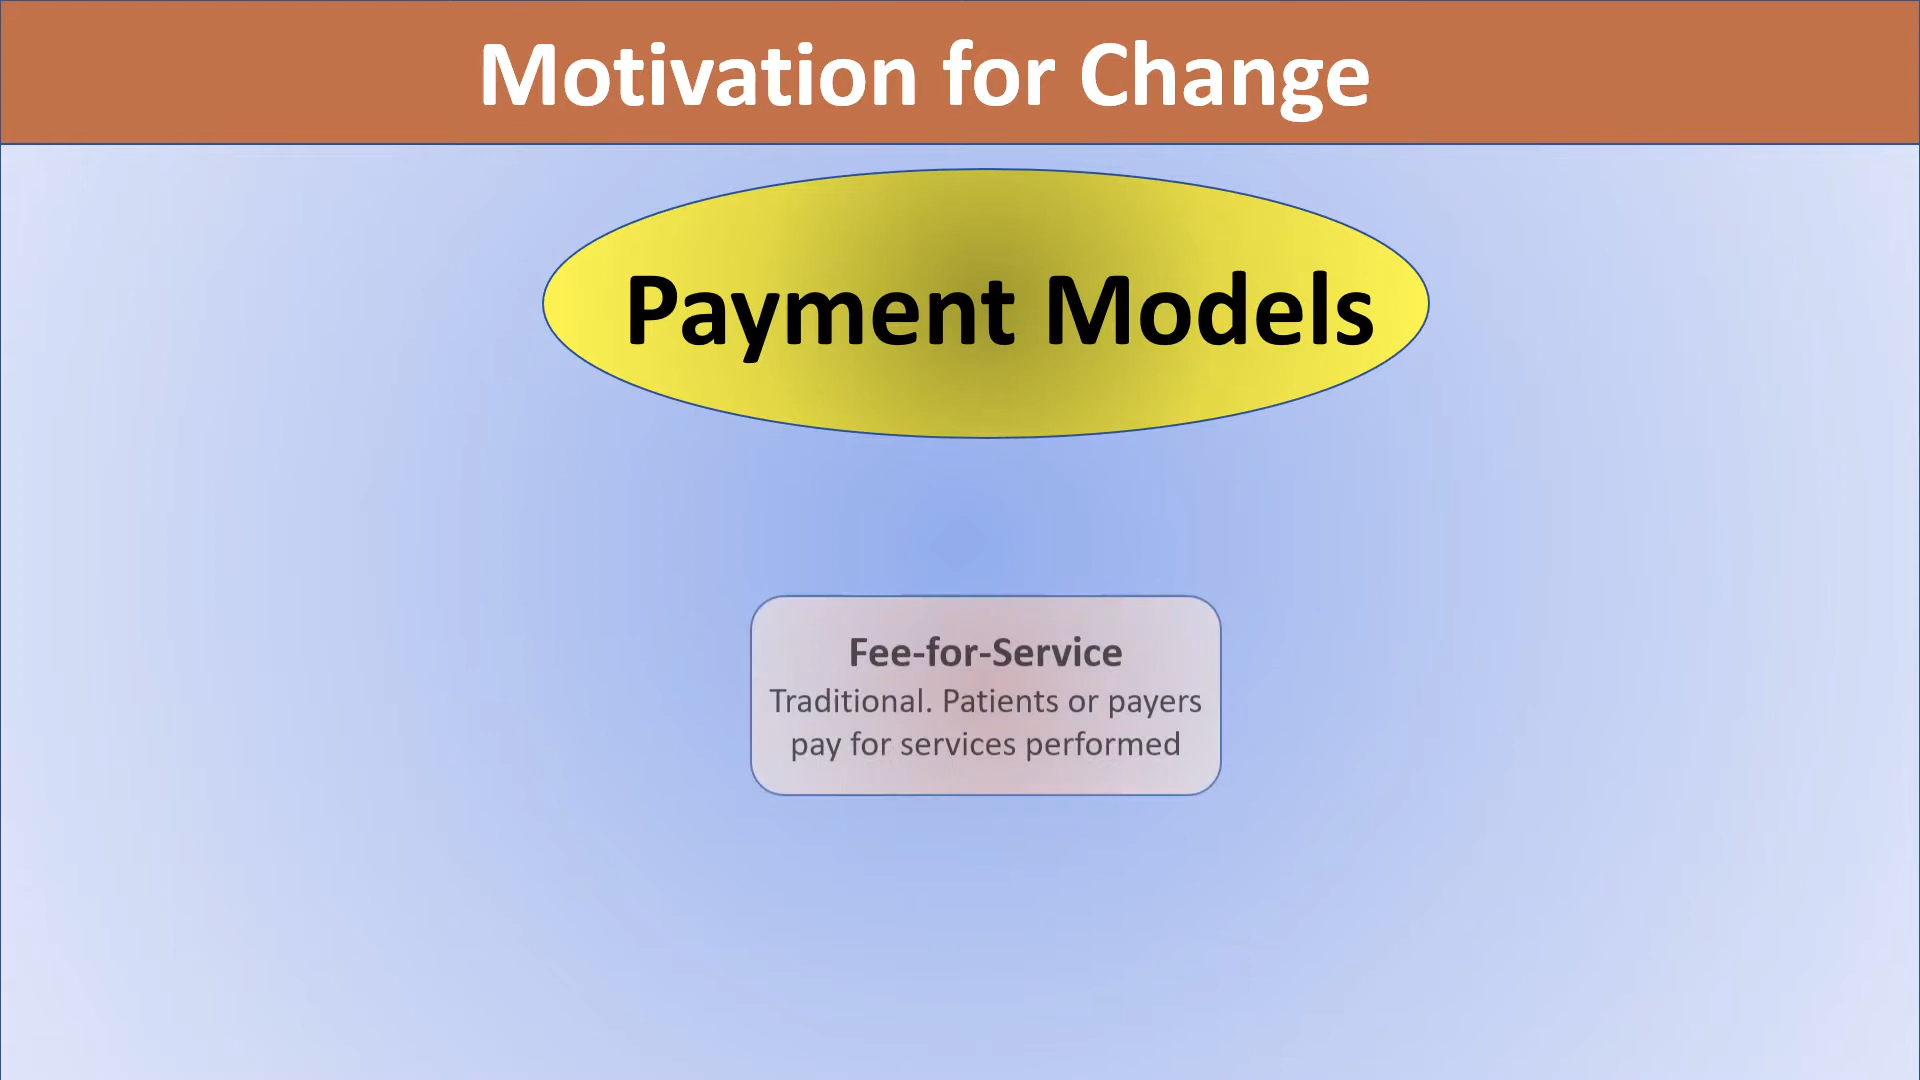 Motivation for Change
Payment Models
Fee-for-Service
Traditional. Patients or payers
pay for services performed